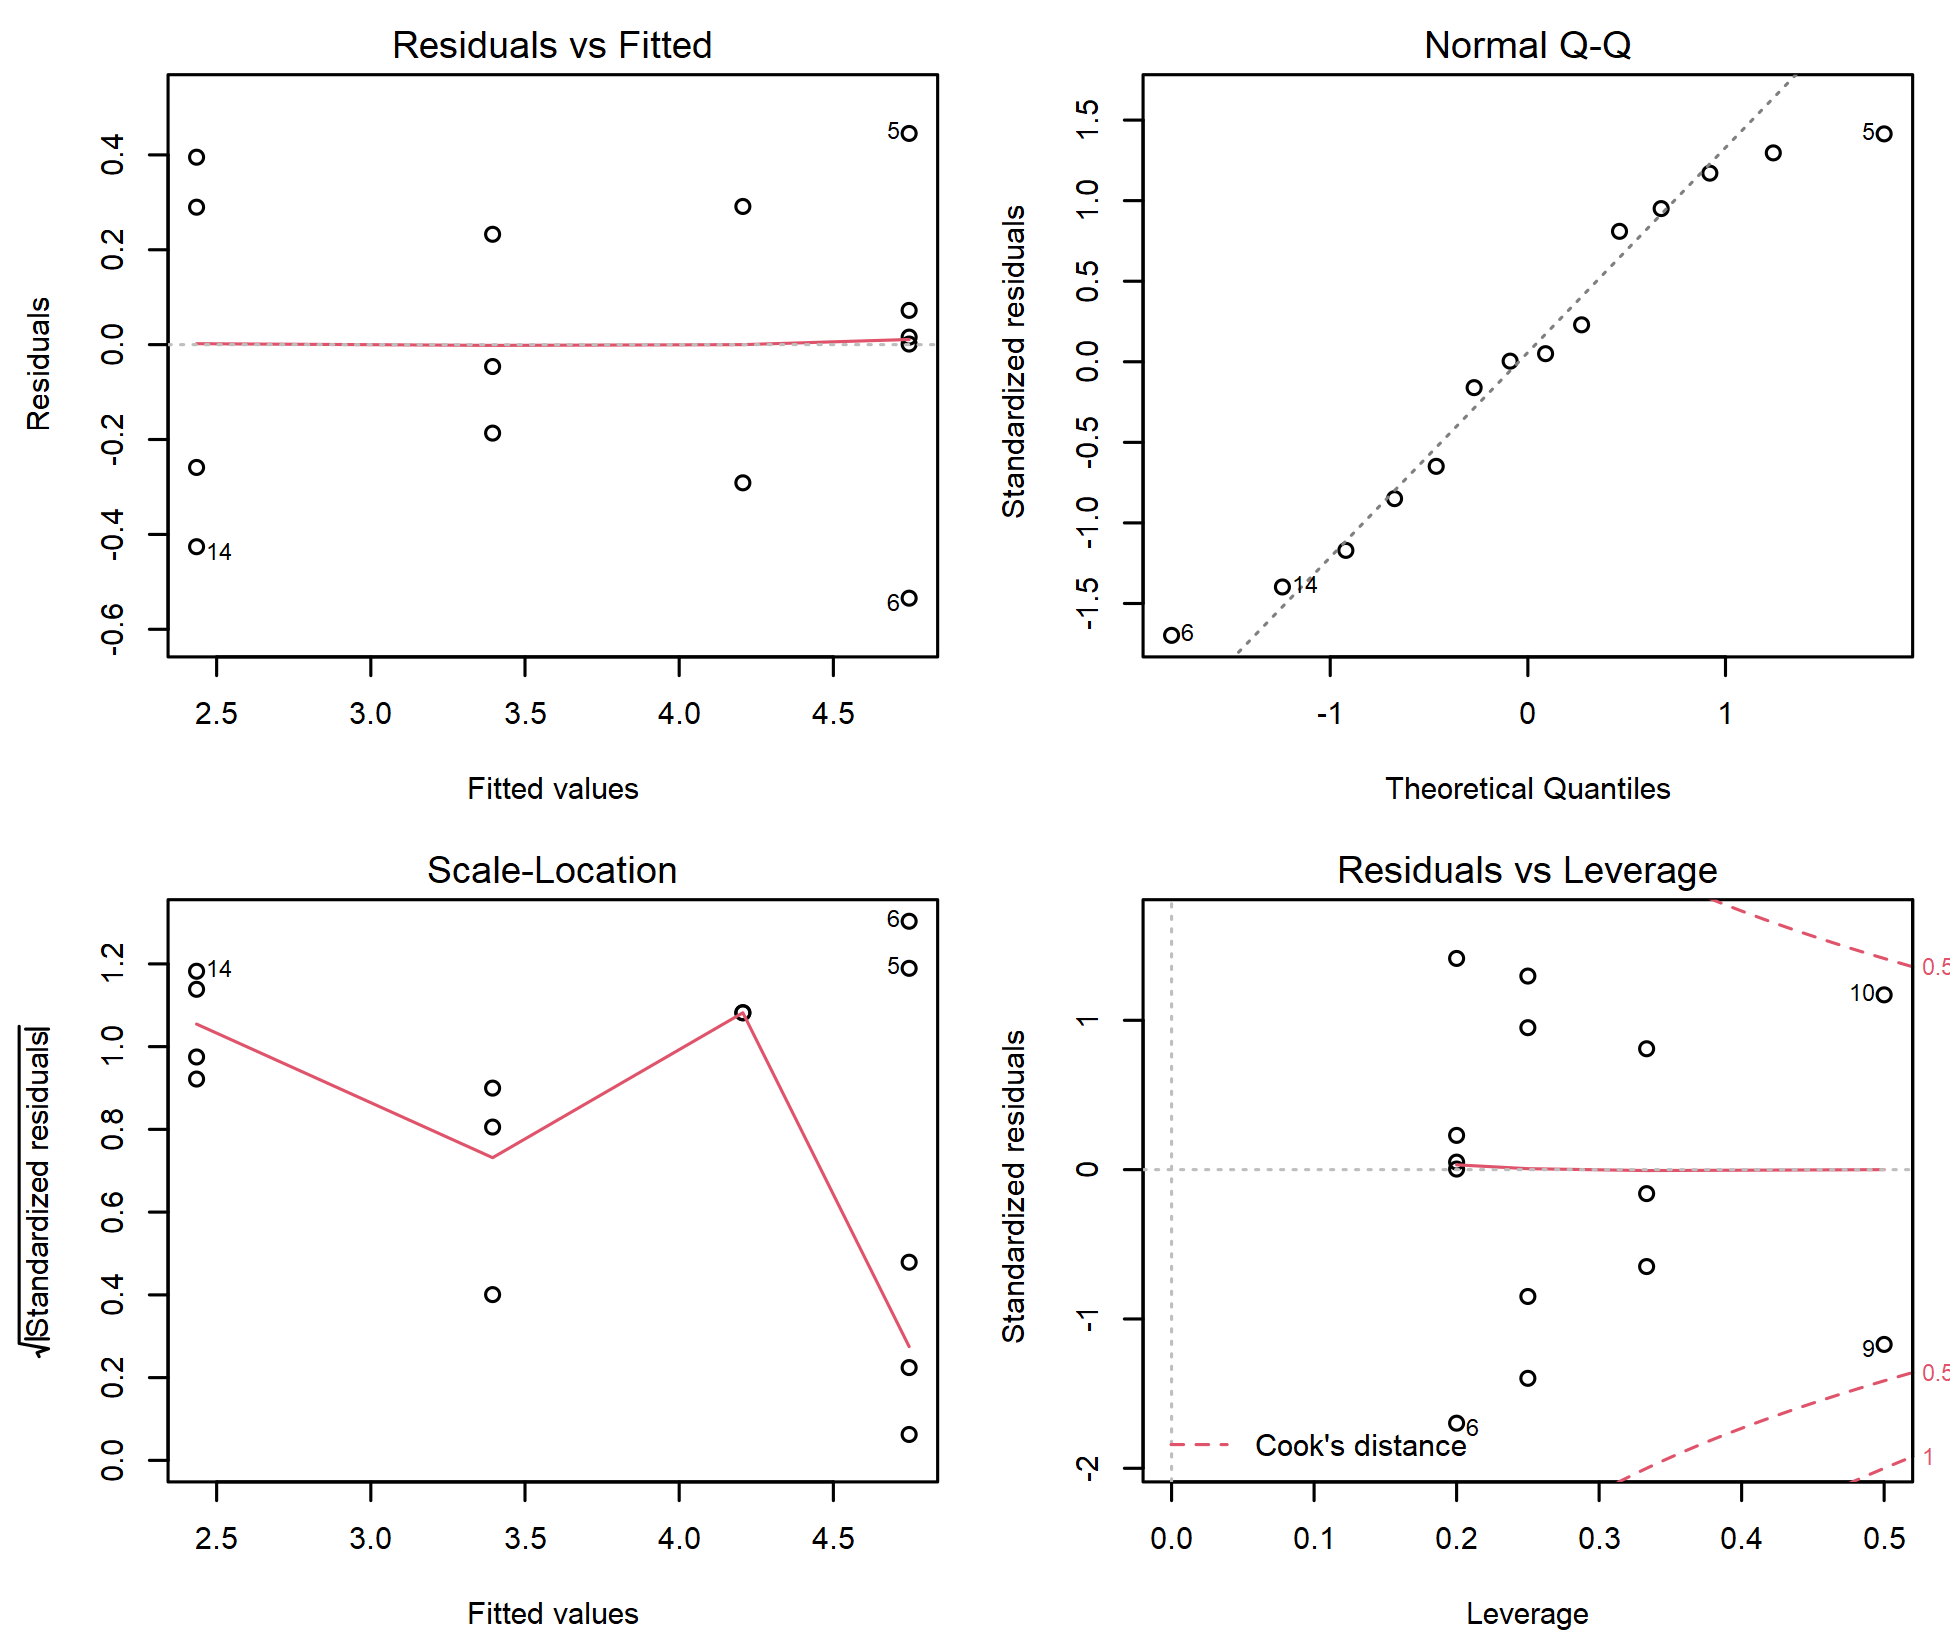 Residuals vs Fitted
Residuals
0.4
0.2
0.0
-0.2
-0.4
-0.6
5
14
6
2.5 3.0 3.5 4.0 4.5
Fitted values
Normal Q-Q
Standardized residuals
1.5
1.0
0.5
0.0
-0.5
-1.0
-1.5
5
14
6
-1 0 1
Theoretical Quantiles
Scale-Location
√|Standardized residuals|
1.2
1.0
0.8
0.6
0.4
0.2
0.0
6
14
5
2.5 3.0 3.5 4.0 4.5
Fitted values
Residuals vs Leverage
Standardized residuals
1
0
-1
-2
0.5
10
9
0.5
6
Cook's distance
1
0.0 0.1 0.2 0.3 0.4 0.5
Leverage